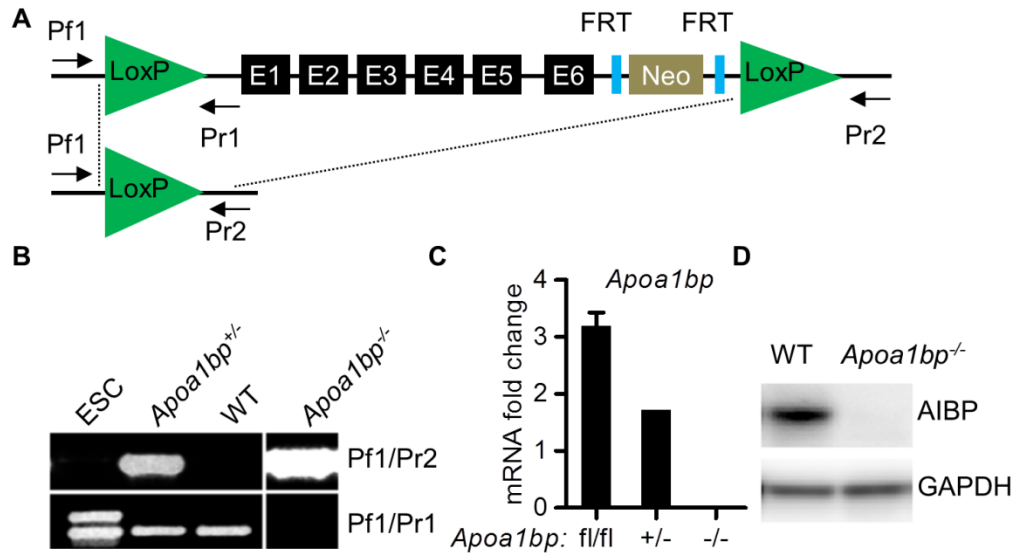 A
Pf1
FRT FRT
LoxP E1 E2 E3 E4 E5 E6 Neo LoxP
Pr1 Pr2
Pf1
LoxP
Pr2
B
ESC Apoa1bp+/- WT Apoa1bp-/-
Pf1/Pr2
Pf1/Pr1
C
Apoa1bp
mRNA fold change
4
3
2
1
0
Apoa1bp: fl/fl +/- -/-
D
WT Apoa1bp-/-
AIBP
GAPDH